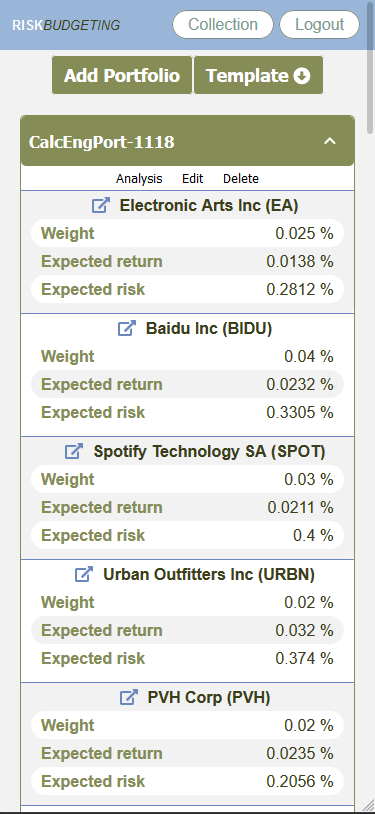 RISKBUDGETING Collection Logout
Add Portfolio Template
CalcEngPort-1118
Analysis Edit Delete
Electronic Arts Inc (EA)
Weight 0.025 %
Expected return 0.0138 %
Expected risk 0.2812 %
Baidu Inc (BIDU)
Weight 0.04 %
Expected return 0.0232 %
Expected risk 0.3305 %
Spotify Technology SA (SPOT)
Weight 0.03 %
Expected return 0.0211 %
Expected risk 0.4 %
Urban Outfitters Inc (URBN)
Weight 0.02 %
Expected return 0.032 %
Expected risk 0.374 %
PVH Corp (PVH)
Weight 0.02 %
Expected return 0.0235 %
Expected risk 0.2056 %